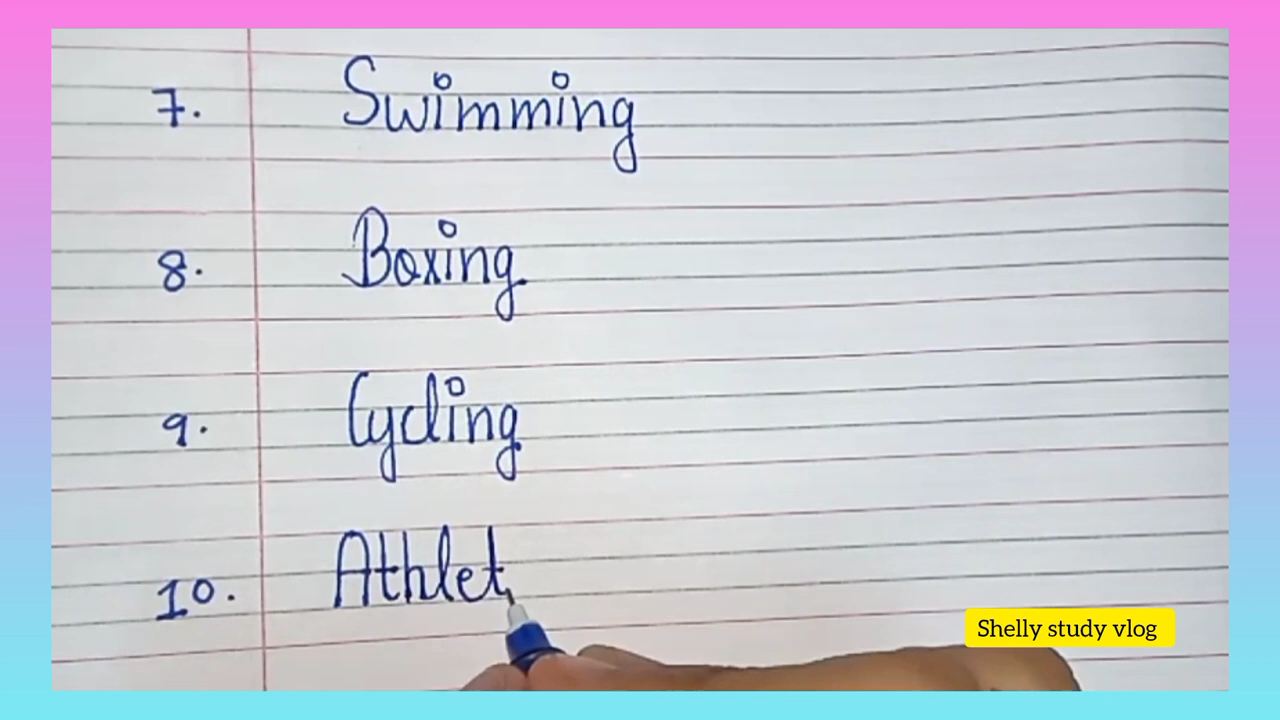 7. Swimming
8. Boxing
9. Cycling
10. Athlet
Shelly study vlog